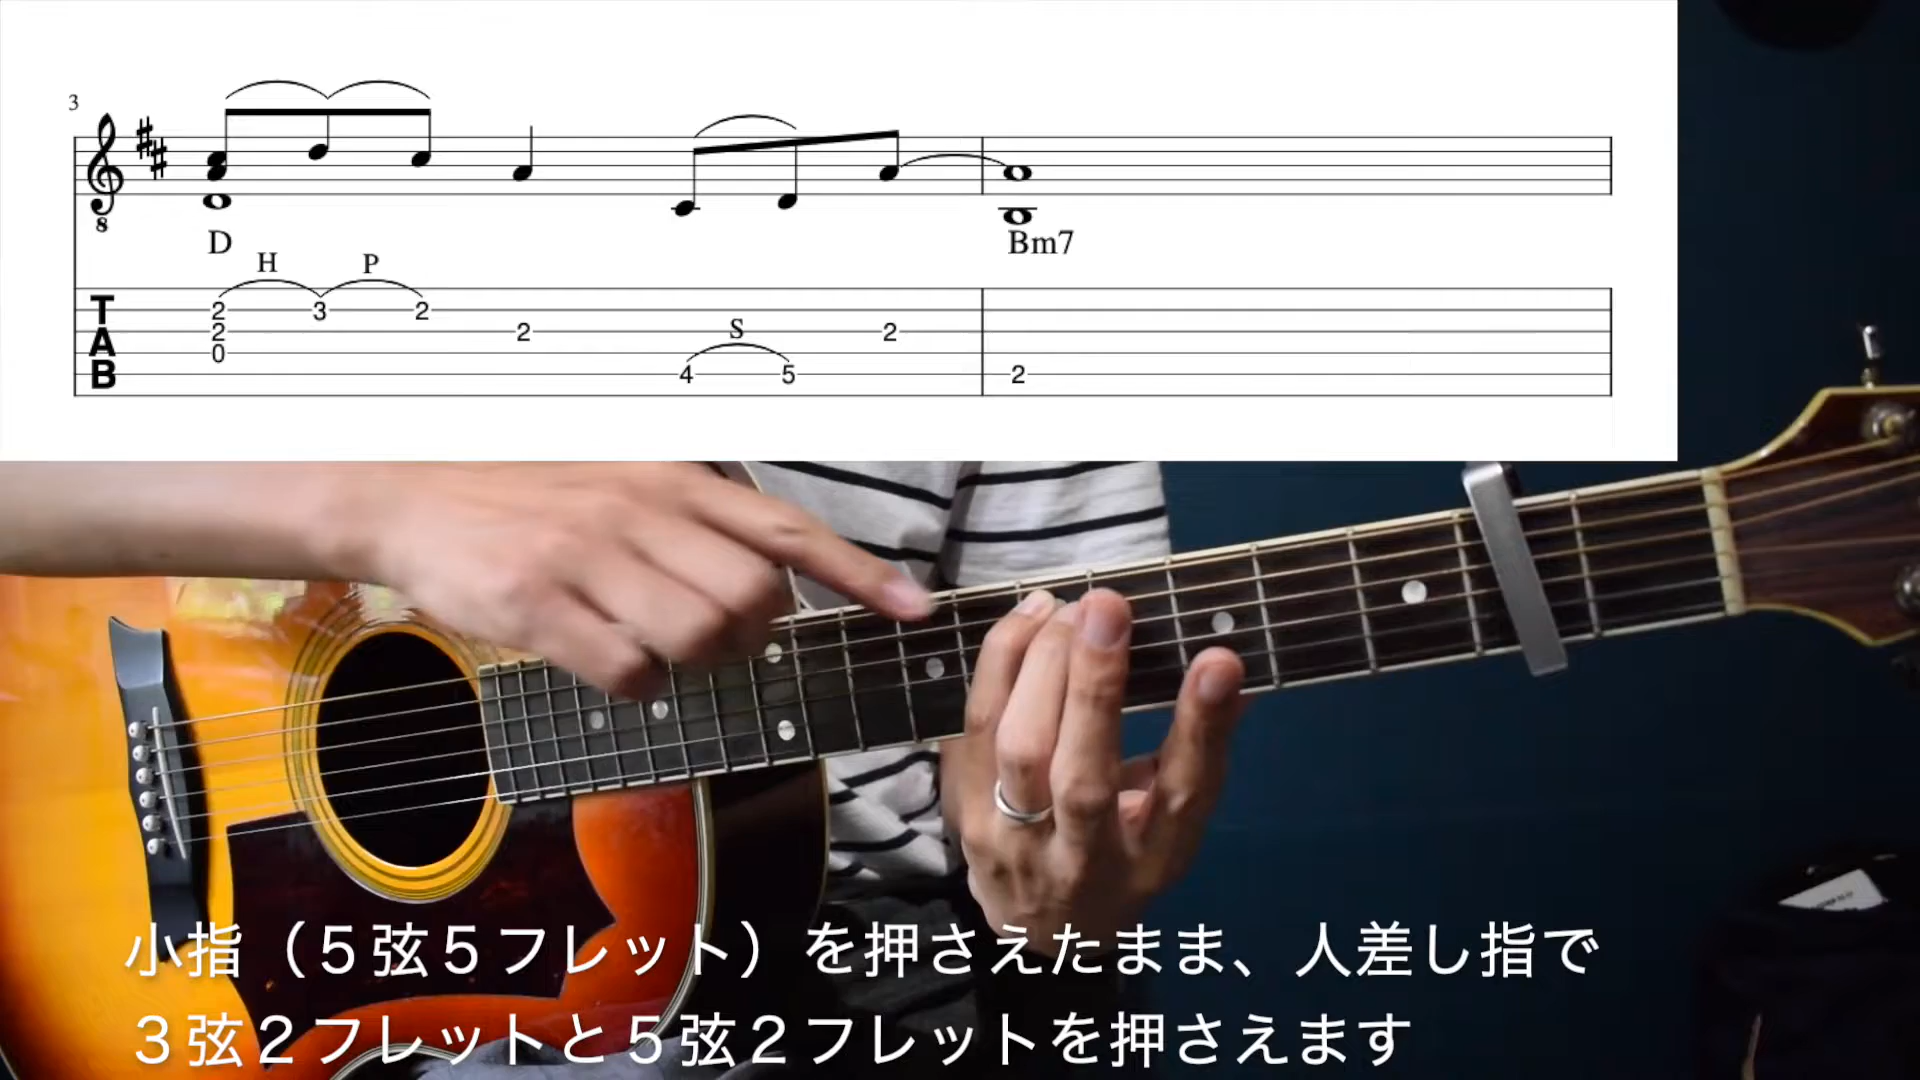 3
8
D
Bm7
H P
T 2 3 2
A 2 2 S 2
0
B 4 5 2
小指（５弦５フレット）を押さえたまま、人差し指で
３弦２フレットと５弦２フレットを押さえます